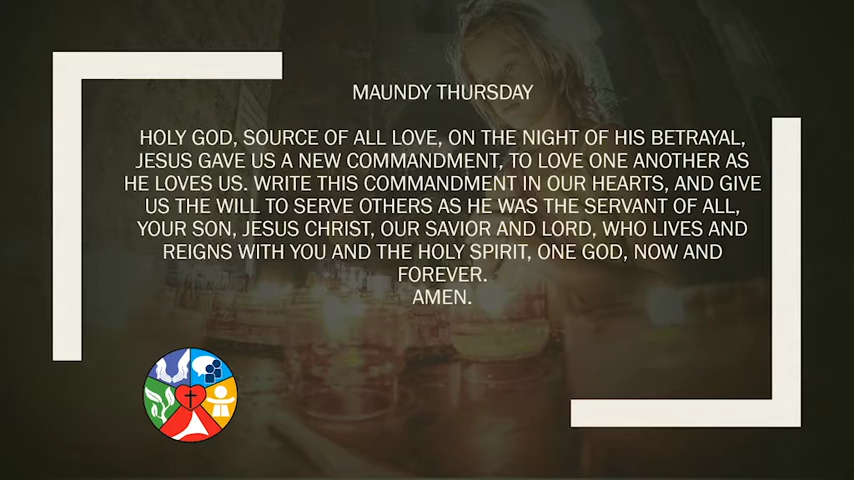 MAUNDY THURSDAY
HOLY GOD, SOURCE OF ALL LOVE, ON THE NIGHT OF HIS BETRAYAL,
JESUS GAVE US A NEW COMMANDMENT, TO LOVE ONE ANOTHER AS
HE LOVES US. WRITE THIS COMMANDMENT IN OUR HEARTS, AND GIVE
US THE WILL TO SERVE OTHERS AS HE WAS THE SERVANT OF ALL,
YOUR SON, JESUS CHRIST, OUR SAVIOR AND LORD, WHO LIVES AND
REIGNS WITH YOU AND THE HOLY SPIRIT, ONE GOD, NOW AND
FOREVER.
AMEN.